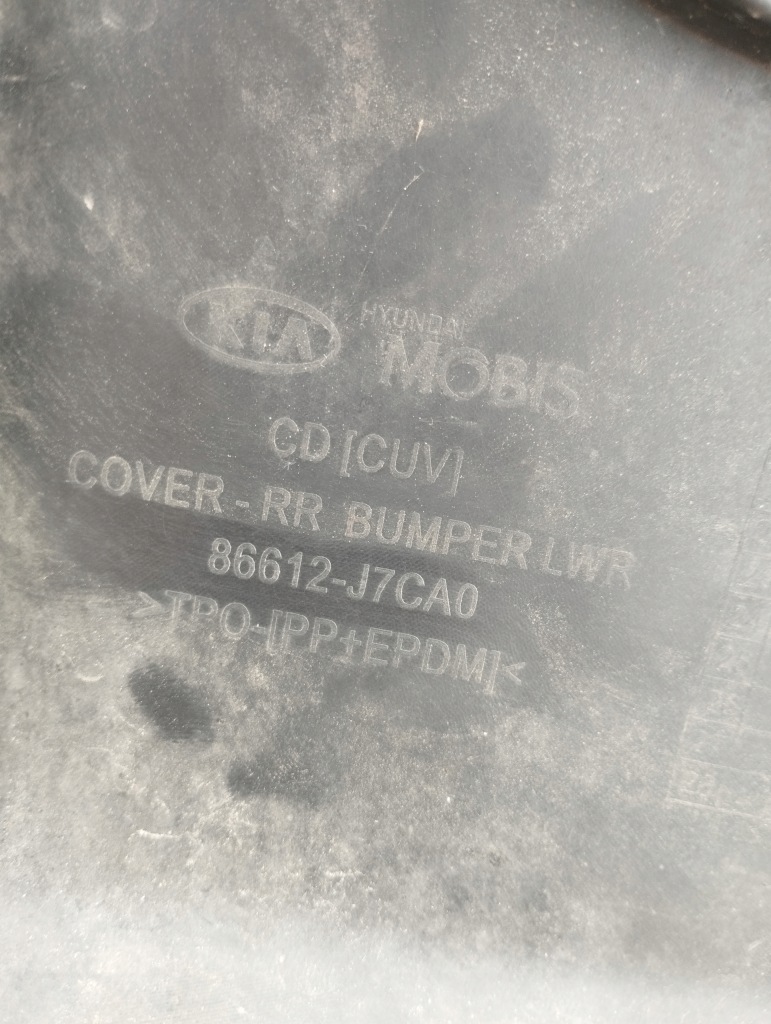 KIA
HYUNDAI
MOBIS
CD [CUV]
COVER - RR BUMPER LWR
86612-J7CA0
>TPO-[PP+EPDM]<